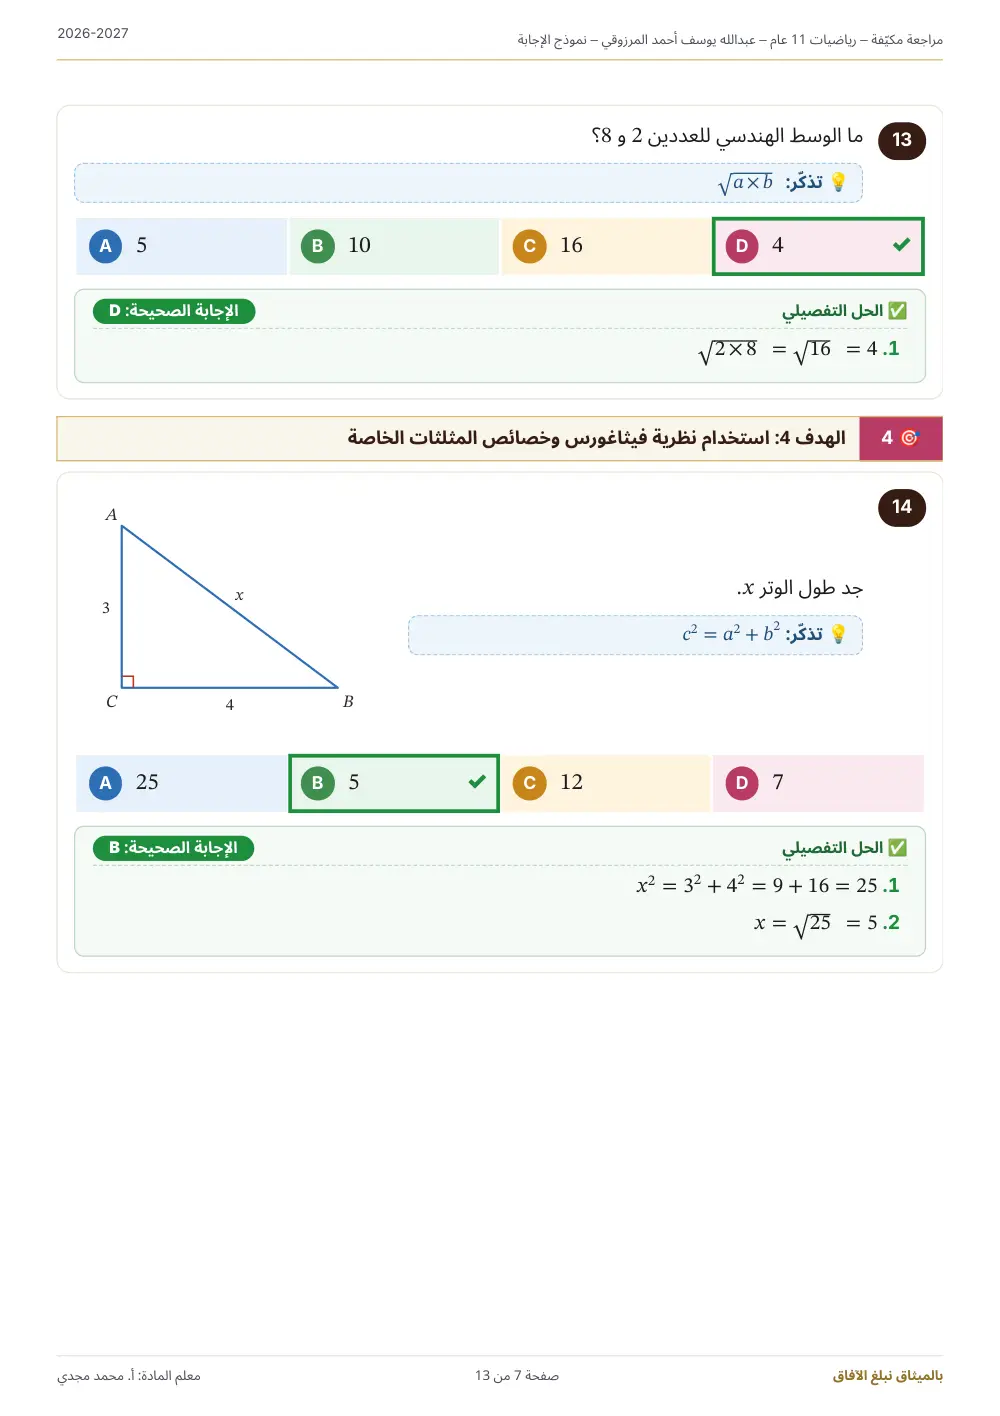 مراجعة مكيّفة – رياضيات 11 عام – عبدالله يوسف أحمد المرزوقي – نموذج الإجابة
2026-2027
13
ما الوسط الهندسي للعددين 2 و 8؟
💡 تذكّر: √(a×b)
A 5
B 10
C 16
D 4 ✓
✅ الحل التفصيلي
الإجابة الصحيحة: D
1. √(2×8) = √16 = 4
🎯 4
الهدف 4: استخدام نظرية فيثاغورس وخصائص المثلثات الخاصة
14
جد طول الوتر x.
💡 تذكّر: c² = a² + b²
A
x
3
C
4
B
A 25
B 5 ✓
C 12
D 7
✅ الحل التفصيلي
الإجابة الصحيحة: B
1. x² = 3² + 4² = 9 + 16 = 25
2. x = √25 = 5
بالميثاق نبلغ الآفاق
صفحة 7 من 13
معلم المادة: أ. محمد مجدي